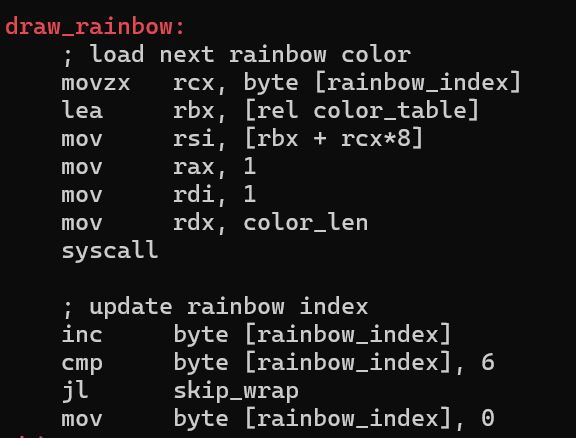 draw_rainbow:
    ; load next rainbow color
    movzx   rcx, byte [rainbow_index]
    lea     rbx, [rel color_table]
    mov     rsi, [rbx + rcx*8]
    mov     rax, 1
    mov     rdi, 1
    mov     rdx, color_len
    syscall

    ; update rainbow index
    inc     byte [rainbow_index]
    cmp     byte [rainbow_index], 6
    jl      skip_wrap
    mov     byte [rainbow_index], 0